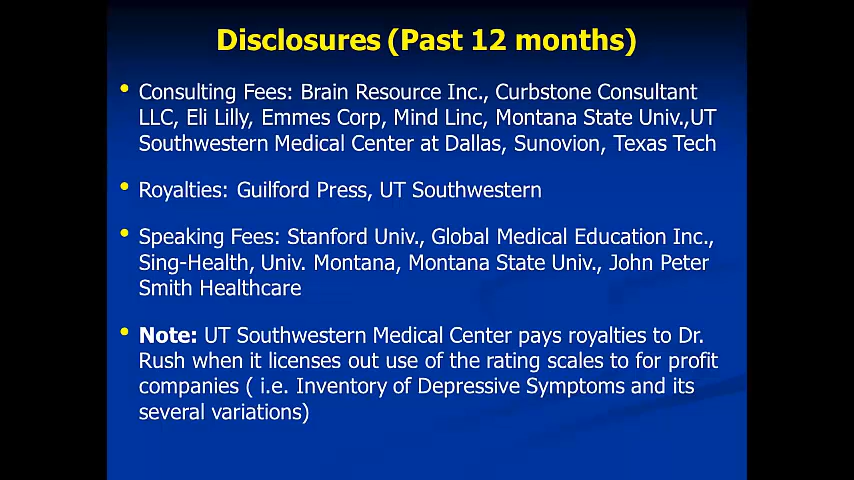 Disclosures (Past 12 months)
• Consulting Fees: Brain Resource Inc., Curbstone Consultant
LLC, Eli Lilly, Emmes Corp, Mind Linc, Montana State Univ.,UT
Southwestern Medical Center at Dallas, Sunovion, Texas Tech
• Royalties: Guilford Press, UT Southwestern
• Speaking Fees: Stanford Univ., Global Medical Education Inc.,
Sing-Health, Univ. Montana, Montana State Univ., John Peter
Smith Healthcare
• Note: UT Southwestern Medical Center pays royalties to Dr.
Rush when it licenses out use of the rating scales to for profit
companies ( i.e. Inventory of Depressive Symptoms and its
several variations)